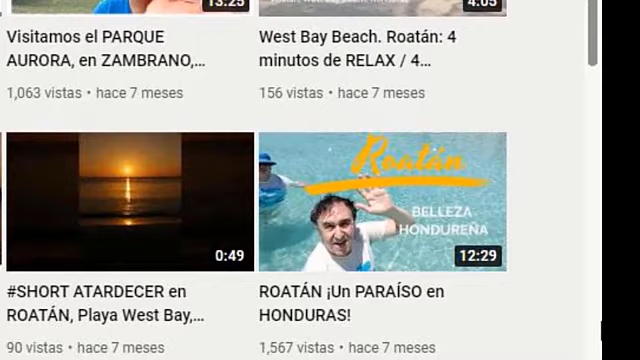 13:25
4:05
Visitamos el PARQUE
AURORA, en ZAMBRANO,…
1,063 vistas • hace 7 meses
West Bay Beach. Roatán: 4
minutos de RELAX / 4…
156 vistas • hace 7 meses
0:49
#SHORT ATARDECER en
ROATÁN, Playa West Bay,…
90 vistas • hace 7 meses
Roatán
BELLEZA
HONDUREÑA
12:29
ROATÁN ¡Un PARAÍSO en
HONDURAS!
1,567 vistas • hace 7 meses